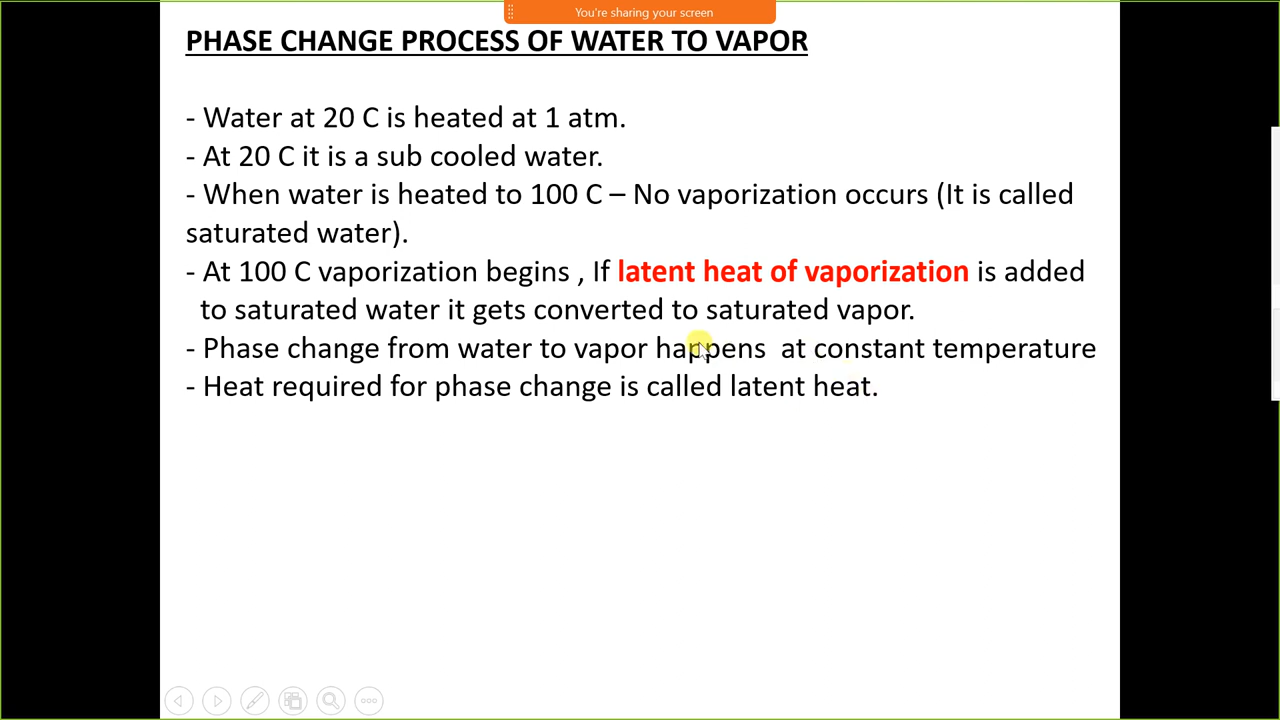 You're sharing your screen
PHASE CHANGE PROCESS OF WATER TO VAPOR
- Water at 20 C is heated at 1 atm.
- At 20 C it is a sub cooled water.
- When water is heated to 100 C – No vaporization occurs (It is called
saturated water).
- At 100 C vaporization begins , If latent heat of vaporization is added
to saturated water it gets converted to saturated vapor.
- Phase change from water to vapor happens  at constant temperature
- Heat required for phase change is called latent heat.